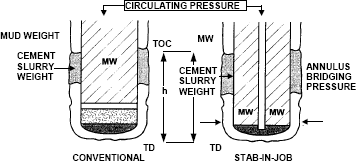 CIRCULATING PRESSURE
MUD WEIGHT
TOC
MW
CEMENT
SLURRY
WEIGHT
MW
h
CEMENT
SLURRY
WEIGHT
ANNULUS
BRIDGING
PRESSURE
MW
MW
TD
TD
CONVENTIONAL
STAB-IN-JOB